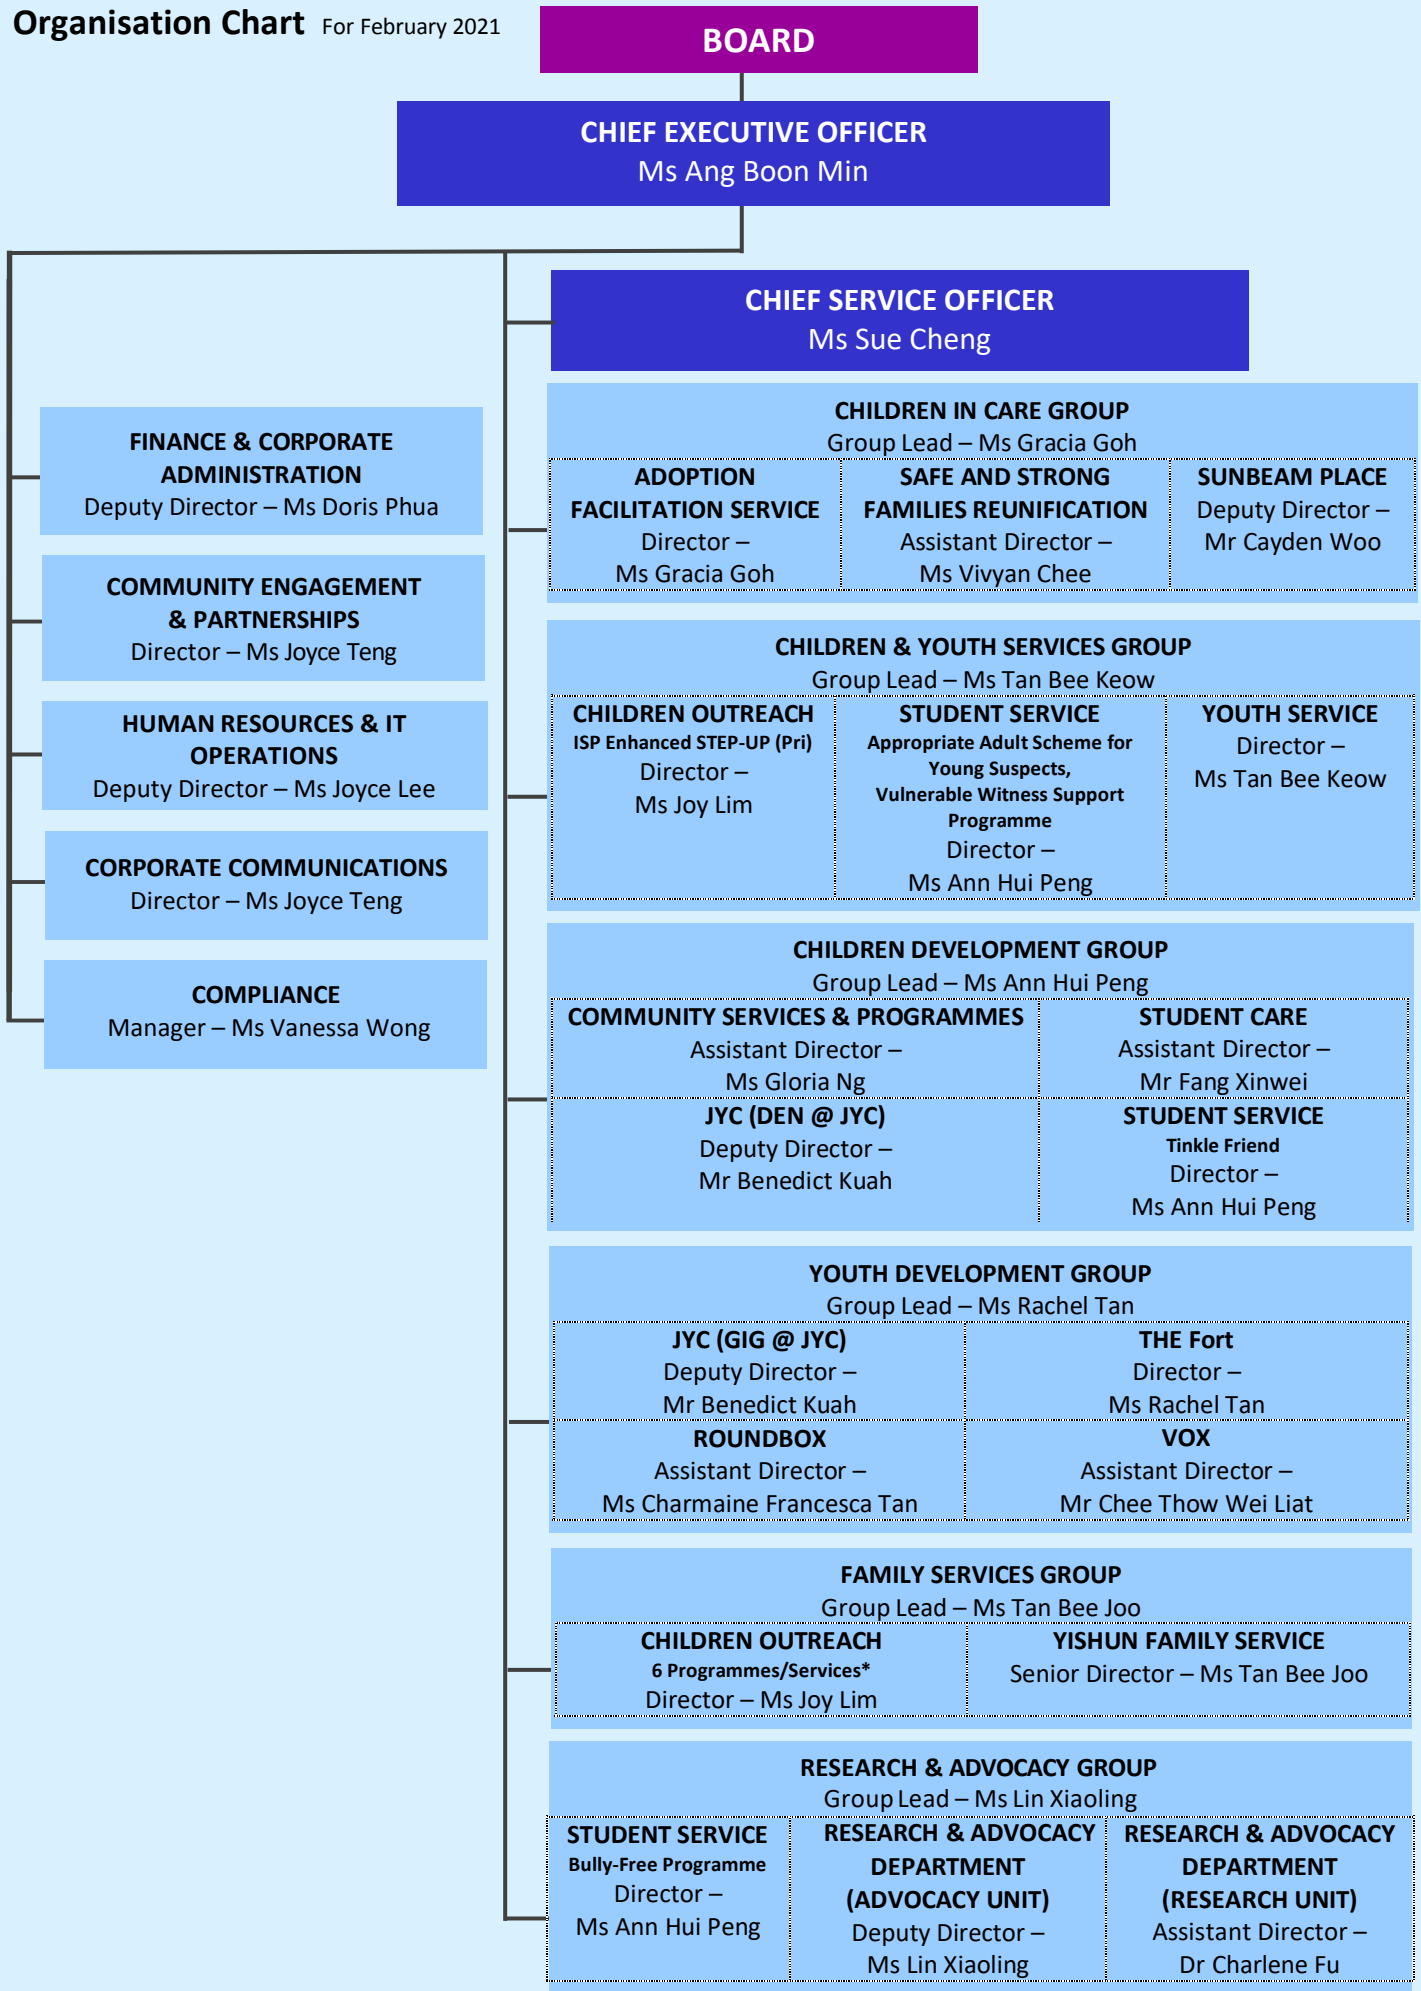 Organisation Chart For February 2021
BOARD
CHIEF EXECUTIVE OFFICER
Ms Ang Boon Min
CHIEF SERVICE OFFICER
Ms Sue Cheng
FINANCE & CORPORATE
ADMINISTRATION
Deputy Director – Ms Doris Phua
COMMUNITY ENGAGEMENT
& PARTNERSHIPS
Director – Ms Joyce Teng
HUMAN RESOURCES & IT
OPERATIONS
Deputy Director – Ms Joyce Lee
CORPORATE COMMUNICATIONS
Director – Ms Joyce Teng
COMPLIANCE
Manager – Ms Vanessa Wong
CHILDREN IN CARE GROUP
Group Lead – Ms Gracia Goh
ADOPTION
FACILITATION SERVICE
Director –
Ms Gracia Goh
SAFE AND STRONG
FAMILIES REUNIFICATION
Assistant Director –
Ms Vivyan Chee
SUNBEAM PLACE
Deputy Director –
Mr Cayden Woo
CHILDREN & YOUTH SERVICES GROUP
Group Lead – Ms Tan Bee Keow
CHILDREN OUTREACH
ISP Enhanced STEP-UP (Pri)
Director –
Ms Joy Lim
STUDENT SERVICE
Appropriate Adult Scheme for
Young Suspects,
Vulnerable Witness Support
Programme
Director –
Ms Ann Hui Peng
YOUTH SERVICE
Director –
Ms Tan Bee Keow
CHILDREN DEVELOPMENT GROUP
Group Lead – Ms Ann Hui Peng
COMMUNITY SERVICES & PROGRAMMES
Assistant Director –
Ms Gloria Ng
STUDENT CARE
Assistant Director –
Mr Fang Xinwei
JYC (DEN @ JYC)
Deputy Director –
Mr Benedict Kuah
STUDENT SERVICE
Tinkle Friend
Director –
Ms Ann Hui Peng
YOUTH DEVELOPMENT GROUP
Group Lead – Ms Rachel Tan
JYC (GIG @ JYC)
Deputy Director –
Mr Benedict Kuah
THE Fort
Director –
Ms Rachel Tan
ROUNDBOX
Assistant Director –
Ms Charmaine Francesca Tan
VOX
Assistant Director –
Mr Chee Thow Wei Liat
FAMILY SERVICES GROUP
Group Lead – Ms Tan Bee Joo
CHILDREN OUTREACH
6 Programmes/Services*
Director – Ms Joy Lim
YISHUN FAMILY SERVICE
Senior Director – Ms Tan Bee Joo
RESEARCH & ADVOCACY GROUP
Group Lead – Ms Lin Xiaoling
STUDENT SERVICE
Bully-Free Programme
Director –
Ms Ann Hui Peng
RESEARCH & ADVOCACY
DEPARTMENT
(ADVOCACY UNIT)
Deputy Director –
Ms Lin Xiaoling
RESEARCH & ADVOCACY
DEPARTMENT
(RESEARCH UNIT)
Assistant Director –
Dr Charlene Fu